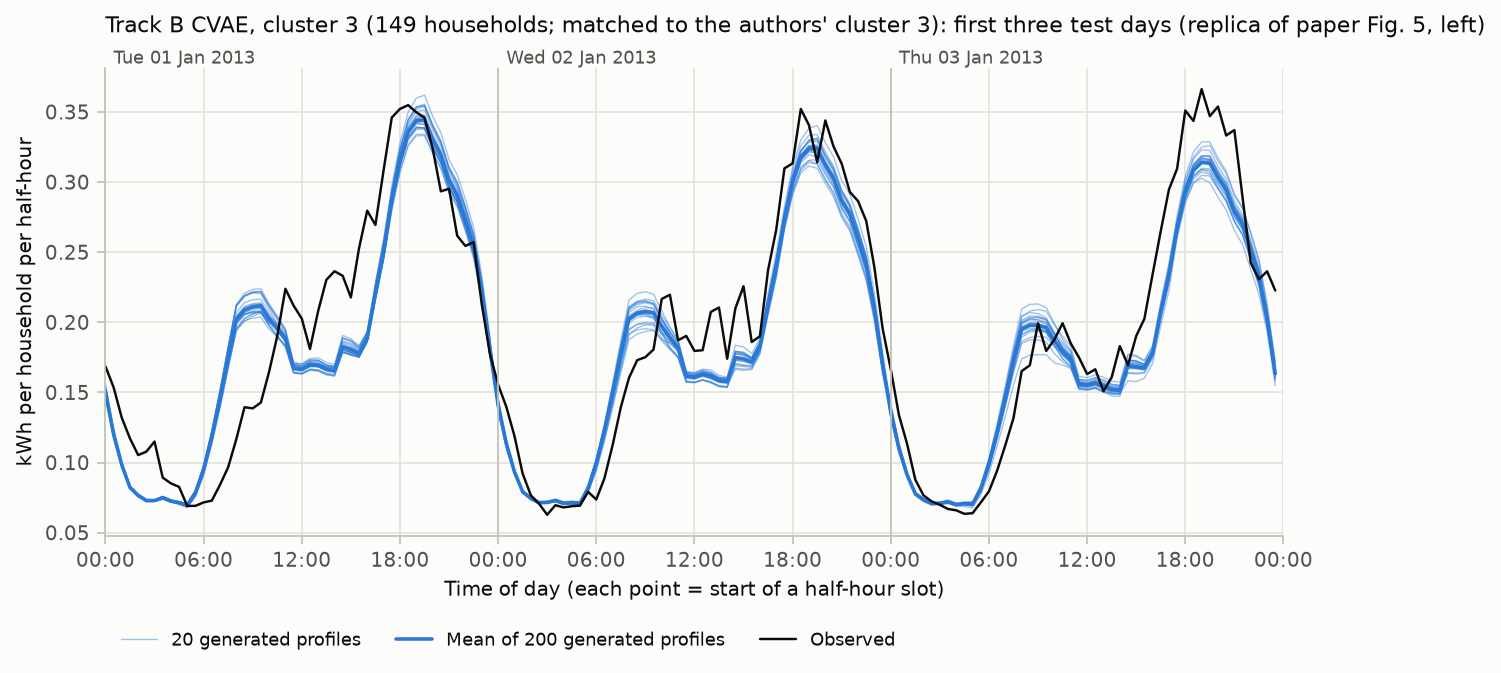 Track B CVAE, cluster 3 (149 households; matched to the authors' cluster 3): first three test days (replica of paper Fig. 5, left)
Tue 01 Jan 2013 Wed 02 Jan 2013 Thu 03 Jan 2013
kWh per household per half-hour
0.35
0.30
0.25
0.20
0.15
0.10
0.05
00:00 06:00 12:00 18:00 00:00 06:00 12:00 18:00 00:00 06:00 12:00 18:00 00:00
Time of day (each point = start of a half-hour slot)
20 generated profiles Mean of 200 generated profiles Observed